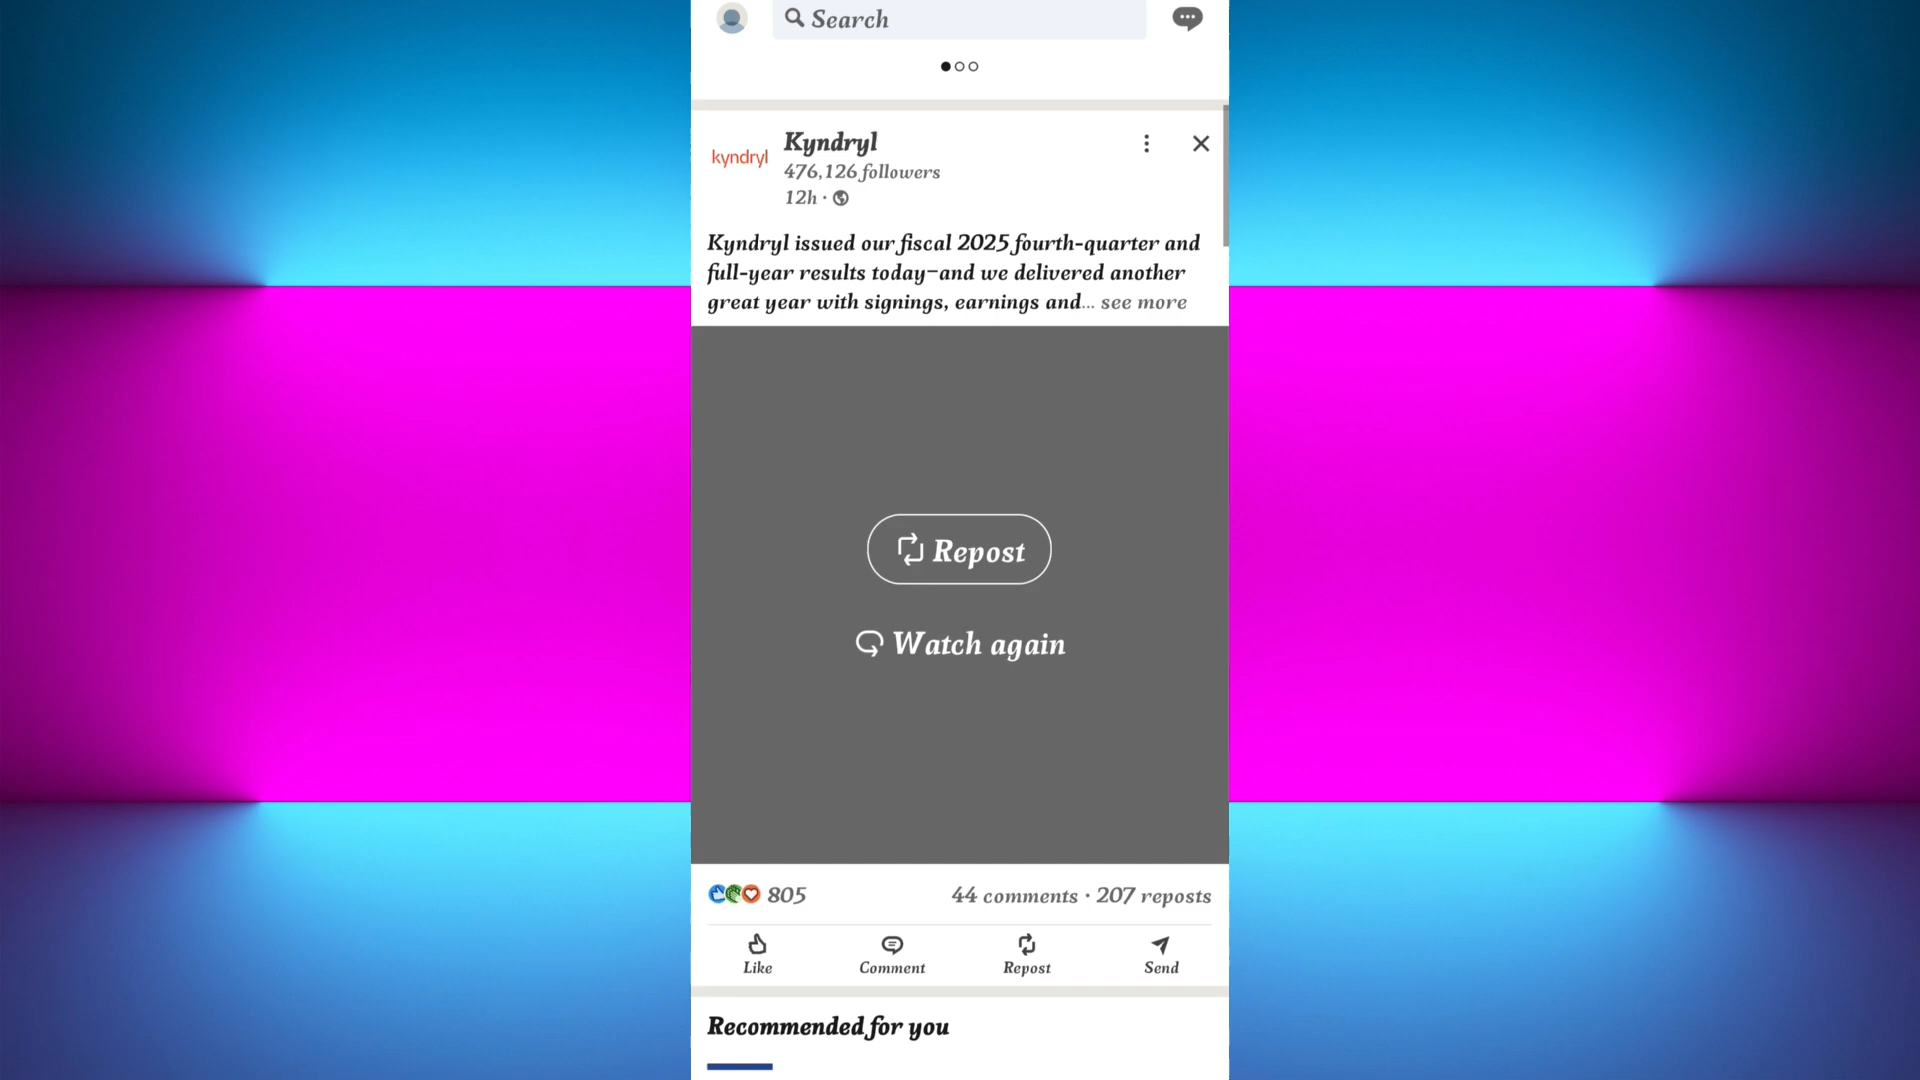 Search
kyndryl
Kyndryl
476,126 followers
12h ·
Kyndryl issued our fiscal 2025 fourth-quarter and
full-year results today—and we delivered another
great year with signings, earnings and... see more
Repost
Watch again
805
44 comments · 207 reposts
Like
Comment
Repost
Send
Recommended for you